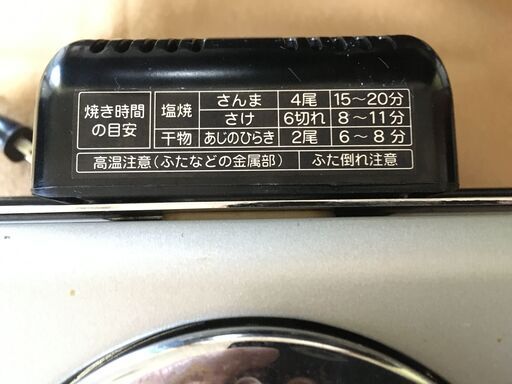 焼き時間の目安 塩焼 さんま 4尾 15～20分
さけ 6切れ 8～11分
干物 あじのひらき 2尾 6～8分
高温注意(ふたなどの金属部) ふた倒れ注意